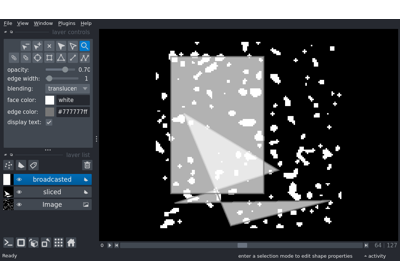 File View Window Plugins Help
layer controls
opacity: 0.70
edge width: 1
blending: translucen
face color: white
edge color: #777777ff
display text:
layer list
broadcasted
sliced
Image
64 127
Ready enter a selection mode to edit shape properties activity